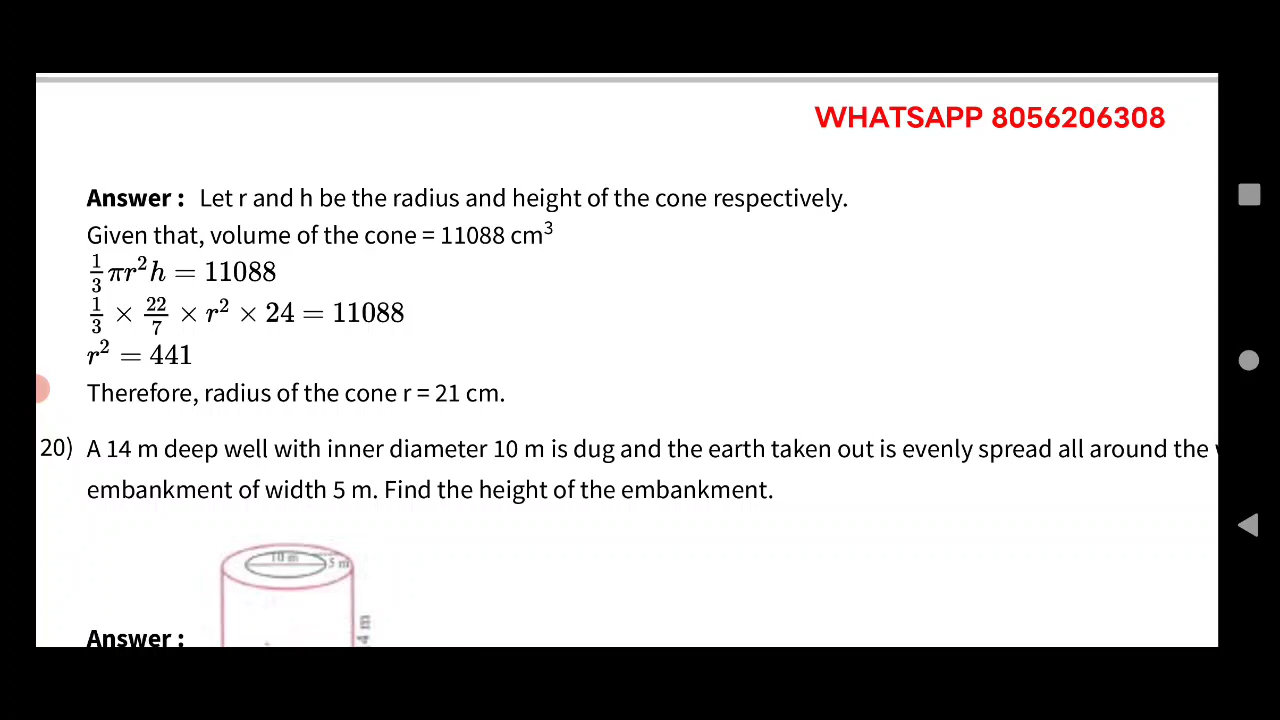 WHATSAPP 8056206308
Answer : Let r and h be the radius and height of the cone respectively.
Given that, volume of the cone = 11088 cm³
1/3 πr²h = 11088
1/3 × 22/7 × r² × 24 = 11088
r² = 441
Therefore, radius of the cone r = 21 cm.
20) A 14 m deep well with inner diameter 10 m is dug and the earth taken out is evenly spread all around the
embankment of width 5 m. Find the height of the embankment.
10 m
5 m
4 m
Answer :